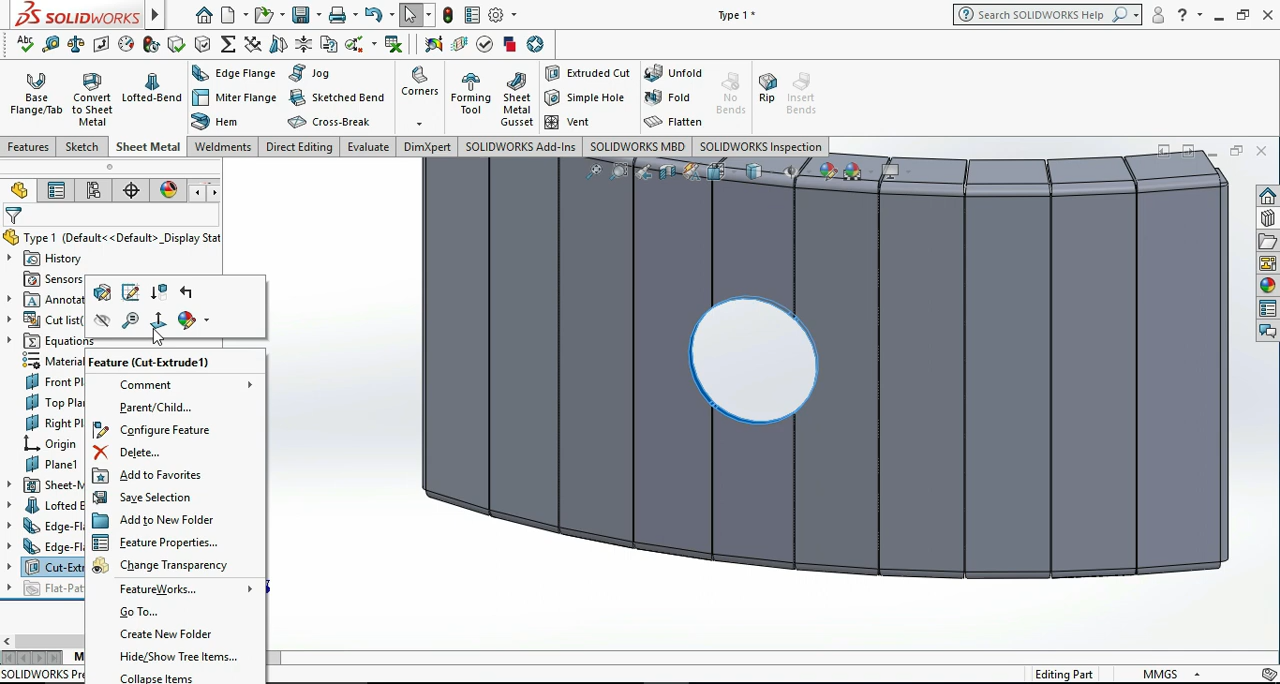 SOLIDWORKS
Type 1 *
Search SOLIDWORKS Help
?
Base Flange/Tab
Convert to Sheet Metal
Lofted-Bend
Edge Flange
Miter Flange
Hem
Jog
Sketched Bend
Cross-Break
Corners
Forming Tool
Sheet Metal Gusset
Extruded Cut
Simple Hole
Vent
Unfold
Fold
Flatten
No Bends
Rip
Insert Bends
Features
Sketch
Sheet Metal
Weldments
Direct Editing
Evaluate
DimXpert
SOLIDWORKS Add-Ins
SOLIDWORKS MBD
SOLIDWORKS Inspection
Type 1 (Default<<Default>_Display Stat
History
Sensors
Annotat
Cut list(
Equations
Material
Front Pl
Top Plan
Right Pl
Origin
Plane1
Sheet-M
Lofted B
Edge-Fla
Edge-Fla
Cut-Extr
Flat-Pat
Feature (Cut-Extrude1)
Comment
Parent/Child...
Configure Feature
Delete...
Add to Favorites
Save Selection
Add to New Folder
Feature Properties...
Change Transparency
FeatureWorks...
Go To...
Create New Folder
Hide/Show Tree Items...
Collapse Items
M
SOLIDWORKS Pre
Editing Part
MMGS